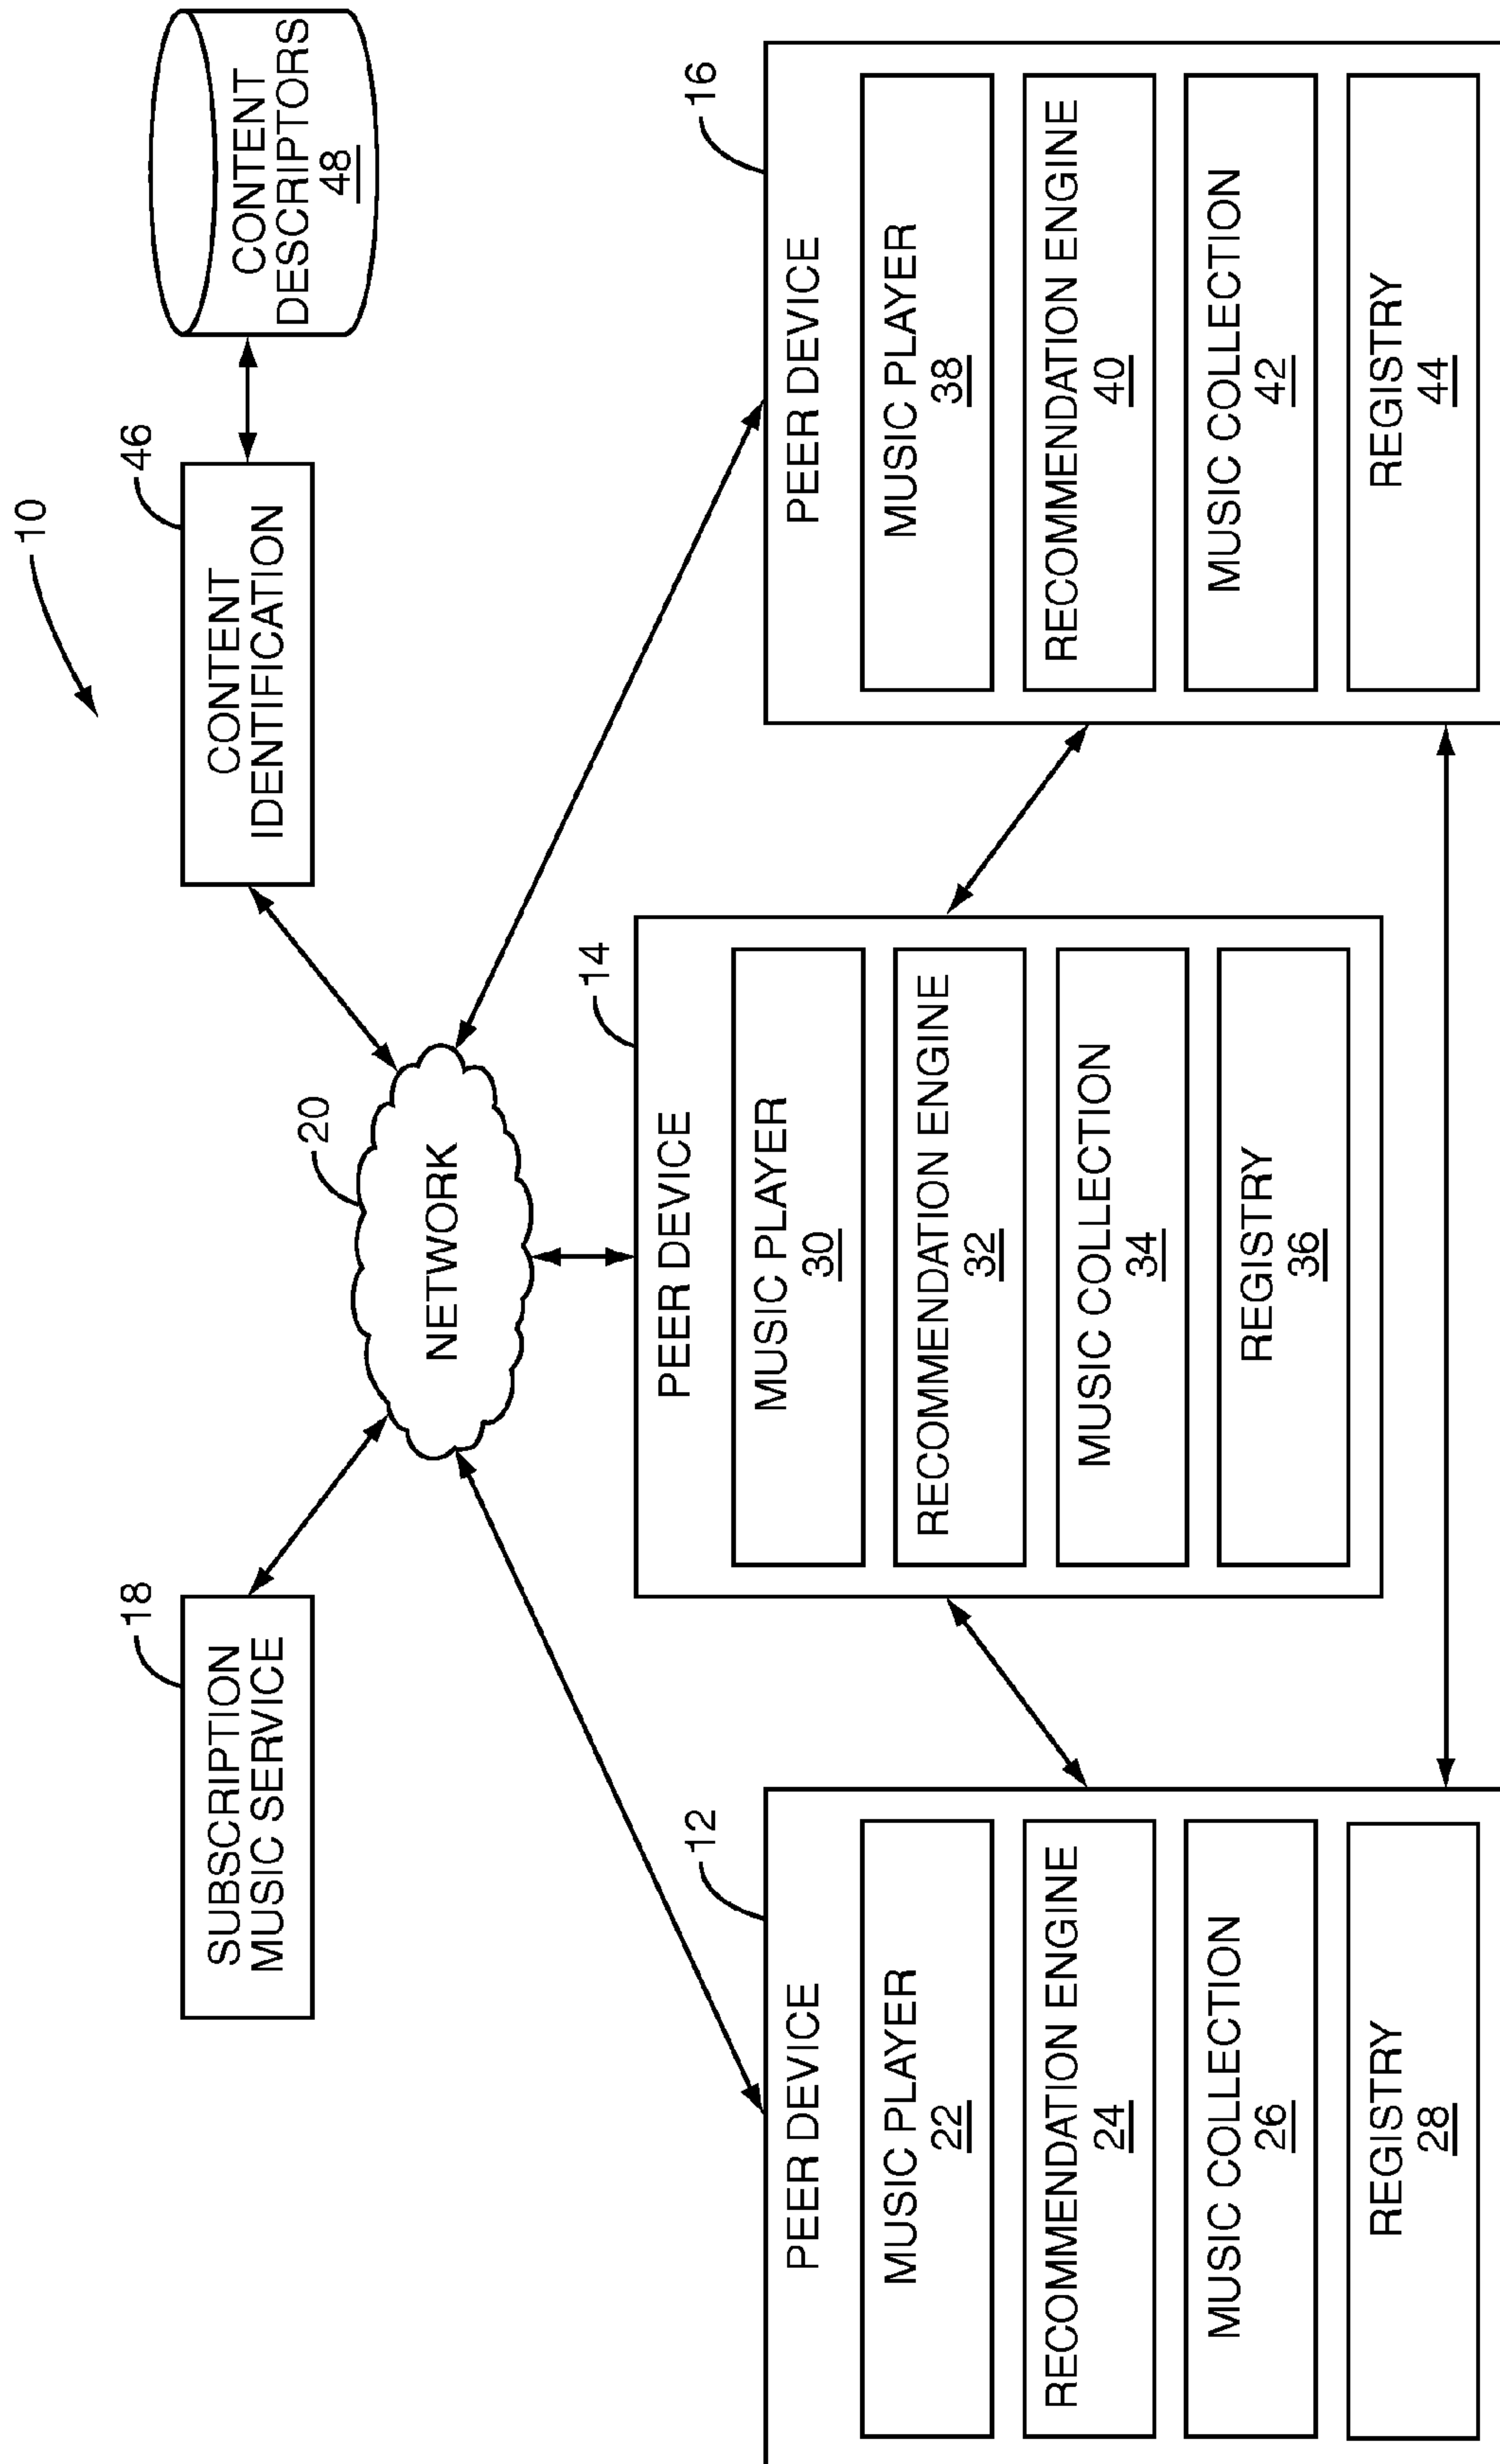 10
18
SUBSCRIPTION
MUSIC SERVICE
46
CONTENT
IDENTIFICATION
CONTENT
DESCRIPTORS
48
20
NETWORK
12
PEER DEVICE
MUSIC PLAYER
22
RECOMMENDATION ENGINE
24
MUSIC COLLECTION
26
REGISTRY
28
14
PEER DEVICE
MUSIC PLAYER
30
RECOMMENDATION ENGINE
32
MUSIC COLLECTION
34
REGISTRY
36
16
PEER DEVICE
MUSIC PLAYER
38
RECOMMENDATION ENGINE
40
MUSIC COLLECTION
42
REGISTRY
44